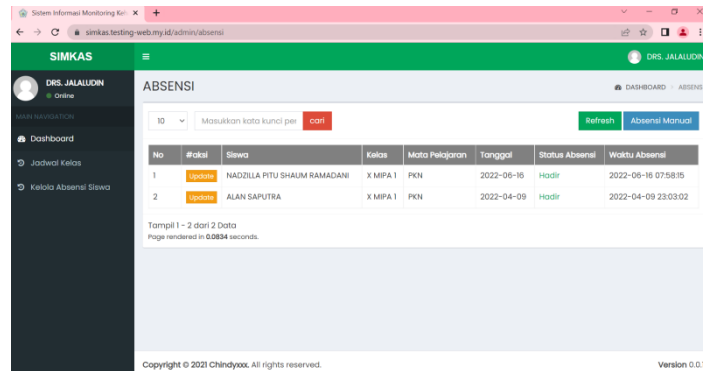 Sistem Informasi Monitoring Keh
simkas.testing-web.my.id/admin/absensi
SIMKAS
DRS. JALALUDIN
DRS. JALALUDIN
Online
ABSENSI
DASHBOARD / ABSENS
MAIN NAVIGATION
Dashboard
Jadwal Kelas
Kelola Absensi Siswa
10 Masukkan kata kunci per cari Refresh Absensi Manual
No #aksi Siswa Kelas Mata Pelajaran Tanggal Status Absensi Waktu Absensi
1 Update NADZILLA PITU SHAUM RAMADANI X MIPA 1 PKN 2022-06-16 Hadir 2022-06-16 07:58:15
2 Update ALAN SAPUTRA X MIPA 1 PKN 2022-04-09 Hadir 2022-04-09 23:03:02
Tampil 1 - 2 dari 2 Data
Page rendered in 0.0834 seconds.
Copyright © 2021 Chindyxxx. All rights reserved.
Version 0.0.